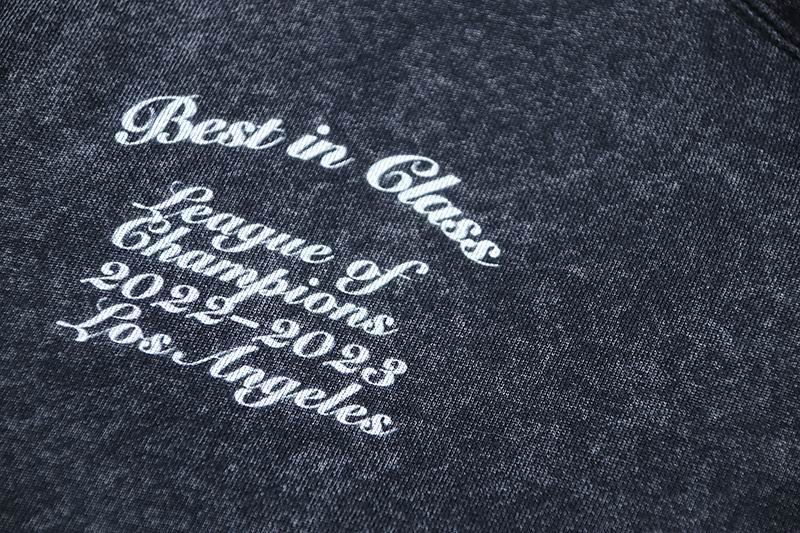 Best in Class
League of
Champions
2022-2023
Los Angeles